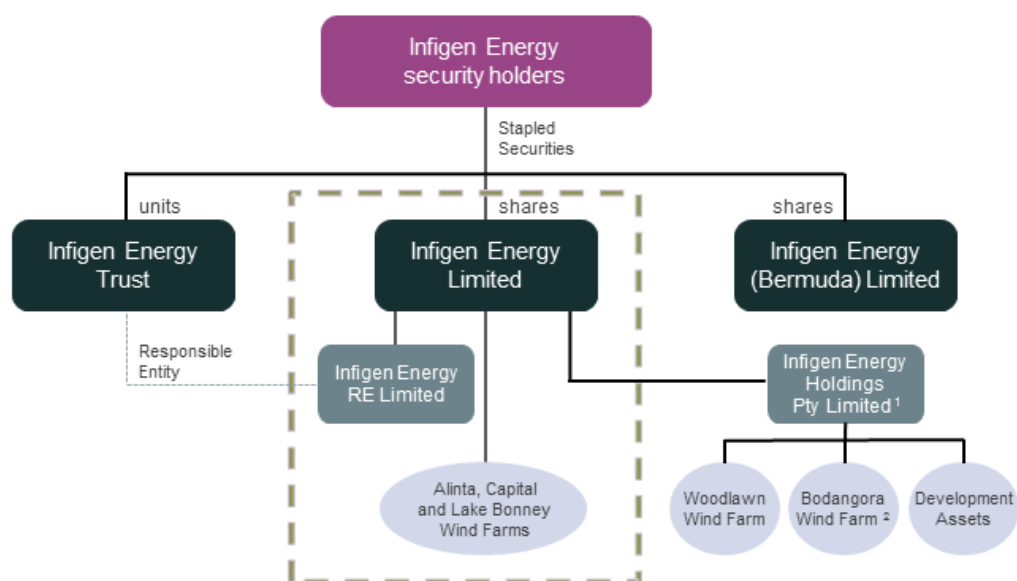 Infigen Energy
security holders
Stapled
Securities
units
shares
shares
Infigen Energy
Trust
Infigen Energy
Limited
Infigen Energy
(Bermuda) Limited
Responsible
Entity
Infigen Energy
RE Limited
Infigen Energy
Holdings
Pty Limited ¹
Alinta, Capital
and Lake Bonney
Wind Farms
Woodlawn
Wind Farm
Bodangora
Wind Farm ²
Development
Assets